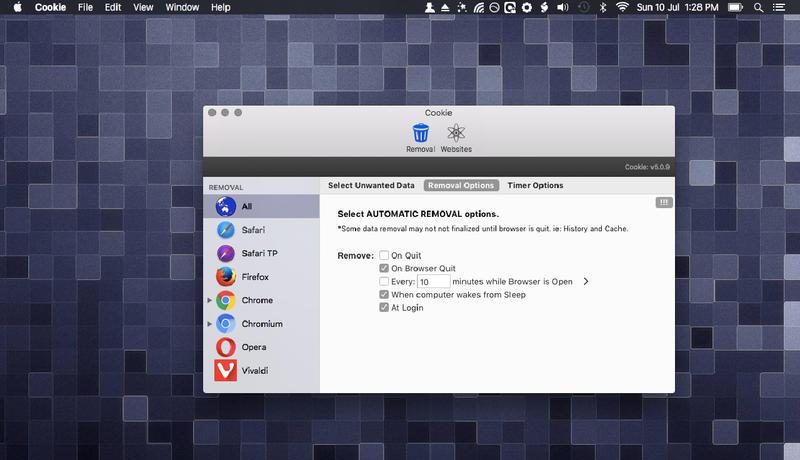 Cookie File Edit View Window Help Sun 10 Jul 1:28 PM
Cookie
Removal Websites
Cookie: v5.0.9
REMOVAL
All
Safari
Safari TP
Firefox
Chrome
Chromium
Opera
Vivaldi
Select Unwanted Data Removal Options Timer Options
!!!
Select AUTOMATIC REMOVAL options.
*Some data removal may not not finalized until browser is quit. ie: History and Cache.
Remove: On Quit
On Browser Quit
Every: 10 minutes while Browser is Open
When computer wakes from Sleep
At Login